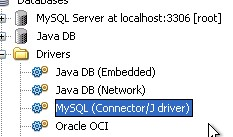 Databases
MySQL Server at localhost:3306 [root]
Java DB
Drivers
Java DB (Embedded)
Java DB (Network)
MySQL (Connector/J driver)
Oracle OCI